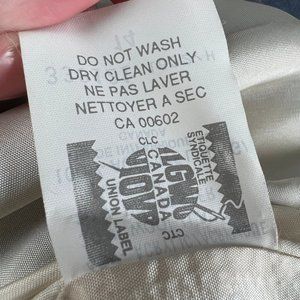 DO NOT WASH
DRY CLEAN ONLY
NE PAS LAVER
NETTOYER A SEC
CA 00602
CLC
CANADA
UNION LABEL
ETIQUETTE
SYNDICALE
CTC